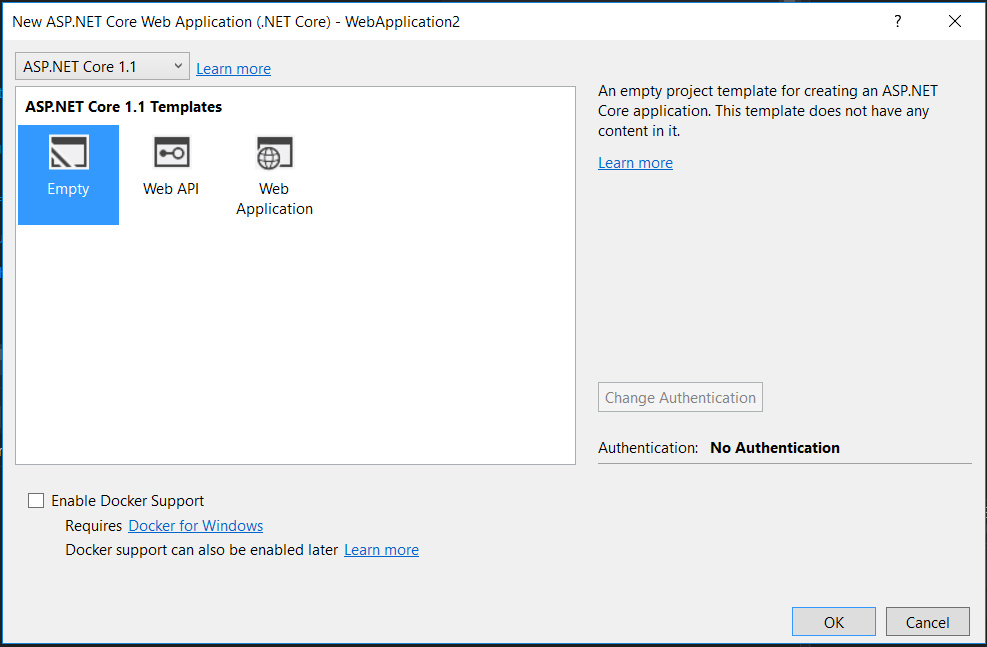 New ASP.NET Core Web Application (.NET Core) - WebApplication2
?
ASP.NET Core 1.1
Learn more
ASP.NET Core 1.1 Templates
Empty
Web API
Web
Application
An empty project template for creating an ASP.NET
Core application. This template does not have any
content in it.
Learn more
Change Authentication
Authentication: No Authentication
Enable Docker Support
Requires Docker for Windows
Docker support can also be enabled later Learn more
OK
Cancel